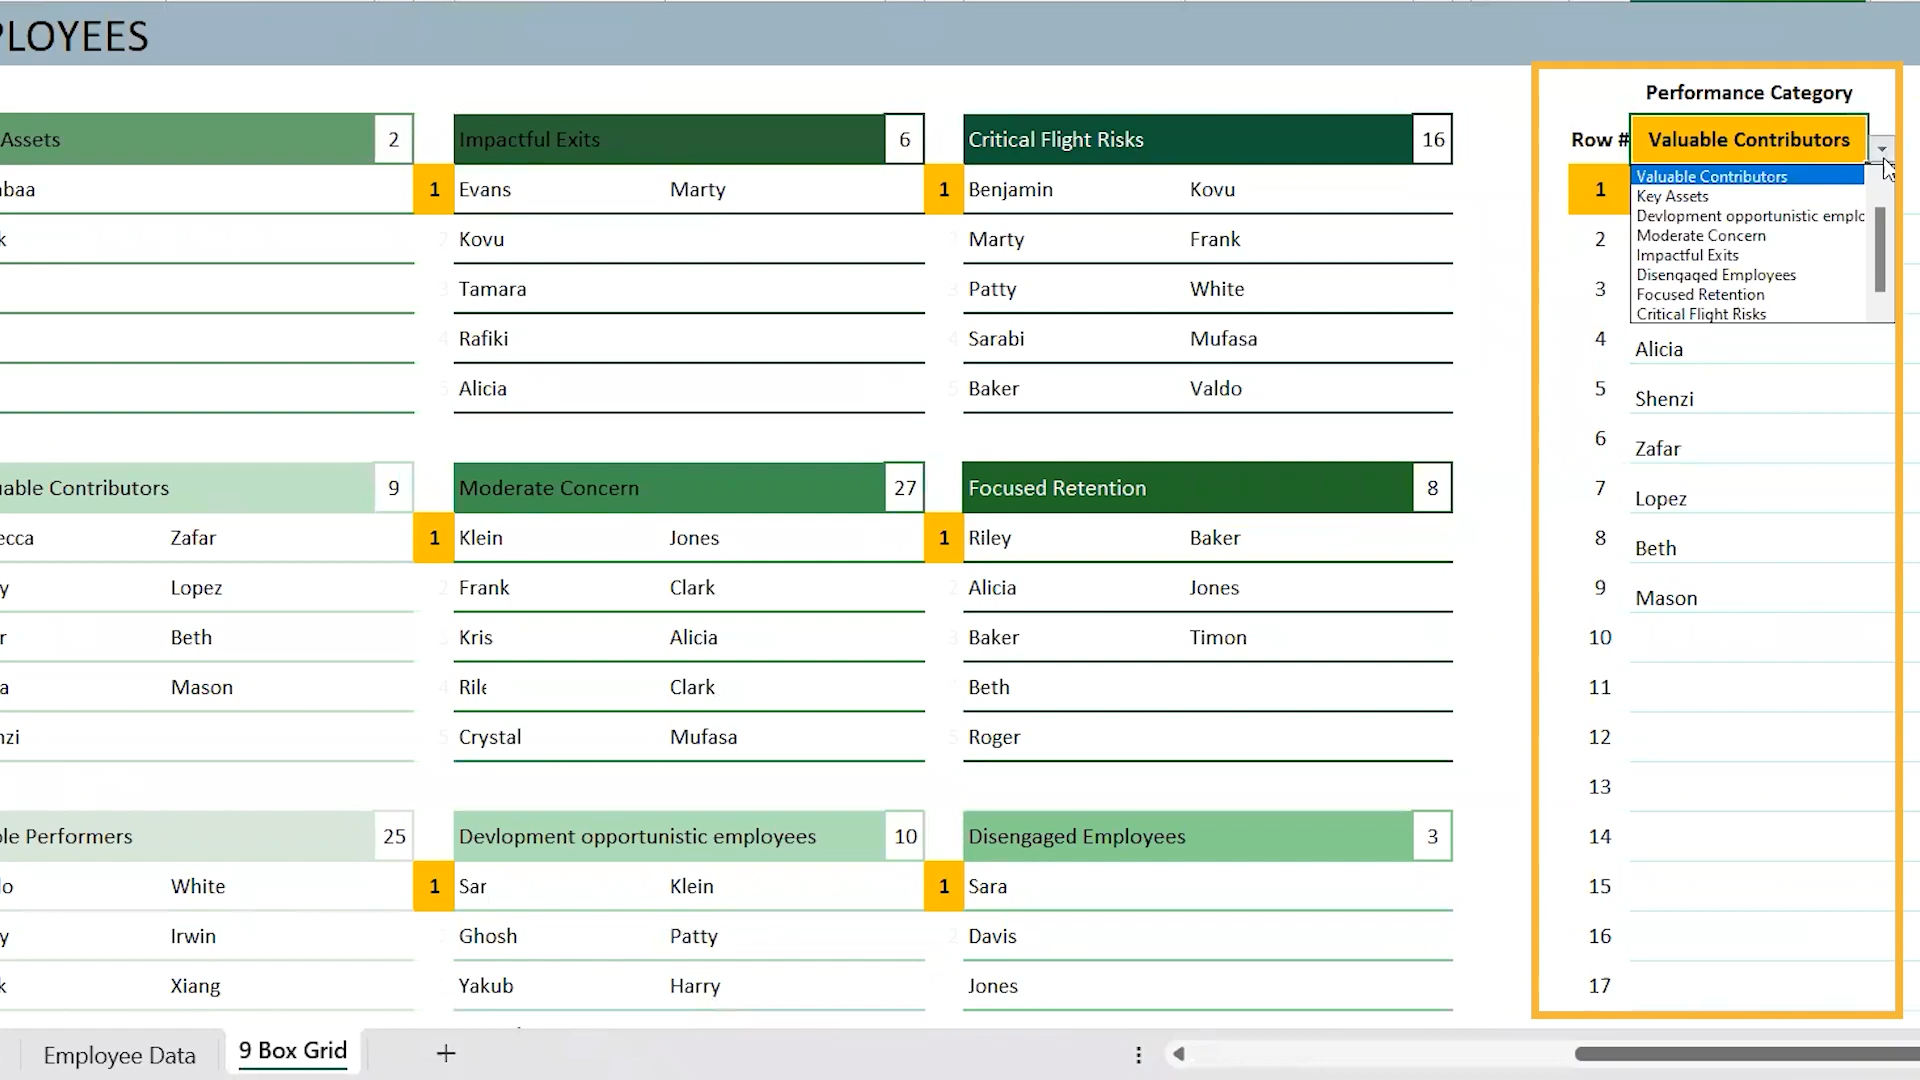 PLOYEES
Performance Category
Assets 2 Impactful Exits 6 Critical Flight Risks 16 Row # Valuable Contributors
abaa 1 Evans Marty 1 Benjamin Kovu 1
Valuable Contributors
Key Assets
Devlopment opportunistic emplo
Moderate Concern
Impactful Exits
Disengaged Employees
Focused Retention
Critical Flight Risks
k Kovu Marty Frank 2
Tamara Patty White 3
Rafiki Sarabi Mufasa 4 Alicia
Alicia Baker Valdo 5 Shenzi
6 Zafar
uable Contributors 9 Moderate Concern 27 Focused Retention 8 7 Lopez
ecca Zafar 1 Klein Jones 1 Riley Baker 8 Beth
y Lopez Frank Clark Alicia Jones 9 Mason
r Beth Kris Alicia Baker Timon 10
a Mason Rile Clark Beth 11
nzi Crystal Mufasa Roger 12
13
ble Performers 25 Devlopment opportunistic employees 10 Disengaged Employees 3 14
lo White 1 Sar Klein 1 Sara 15
y Irwin Ghosh Patty Davis 16
k Xiang Yakub Harry Jones 17
Employee Data 9 Box Grid